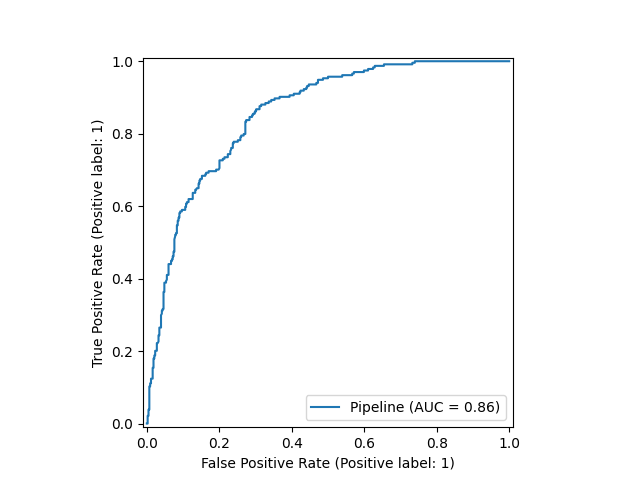 1.0
0.8
0.6
0.4
0.2
0.0
True Positive Rate (Positive label: 1)
Pipeline (AUC = 0.86)
0.0 0.2 0.4 0.6 0.8 1.0
False Positive Rate (Positive label: 1)